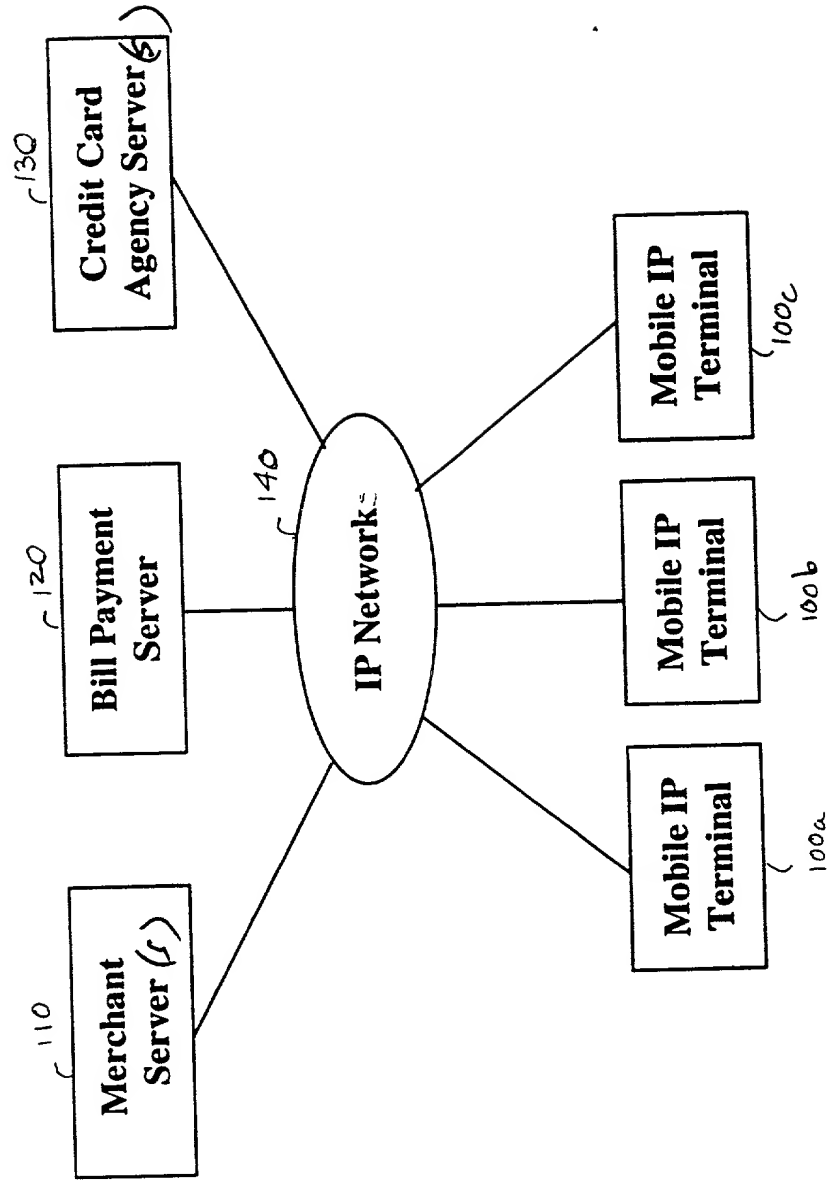 110
Merchant
Server (s)
120
Bill Payment
Server
130
Credit Card
Agency Server(s)
140
IP Networks
Mobile IP
Terminal
100a
Mobile IP
Terminal
100b
Mobile IP
Terminal
100c